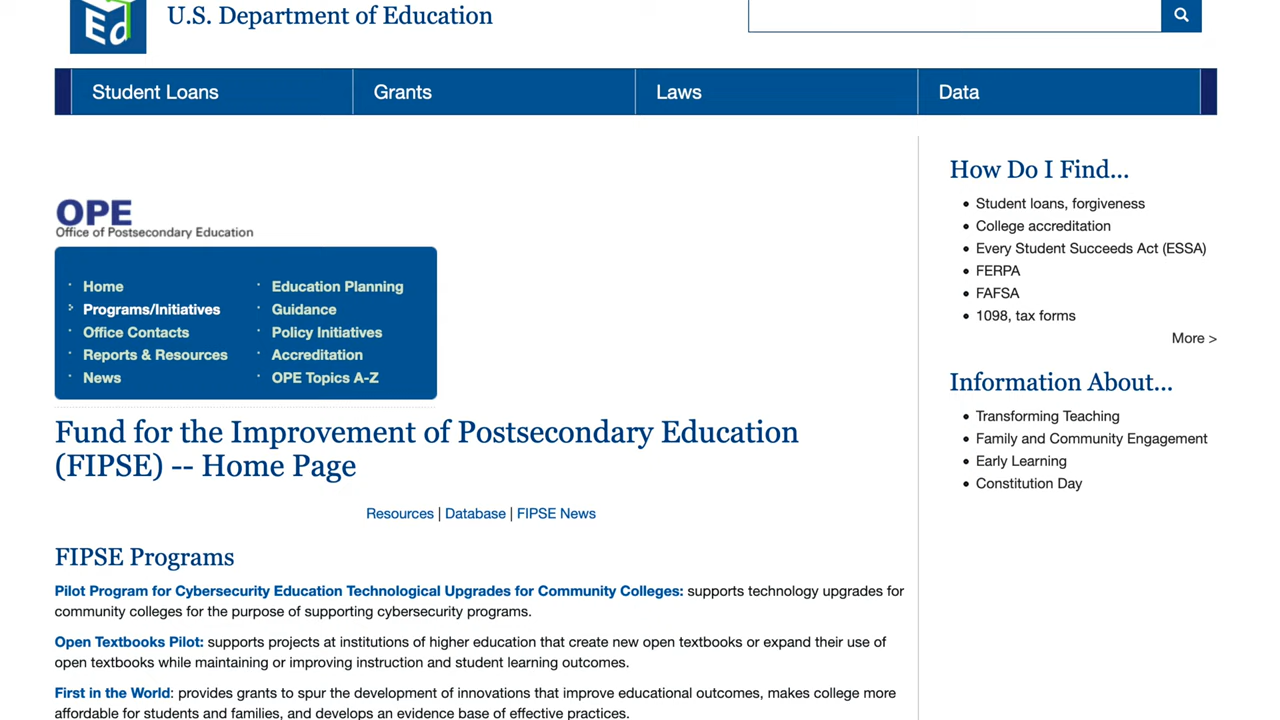 Ed
U.S. Department of Education
Student Loans
Grants
Laws
Data
OPE
Office of Postsecondary Education
Home
Programs/Initiatives
Office Contacts
Reports & Resources
News
Education Planning
Guidance
Policy Initiatives
Accreditation
OPE Topics A-Z
Fund for the Improvement of Postsecondary Education
(FIPSE) -- Home Page
Resources | Database | FIPSE News
FIPSE Programs
Pilot Program for Cybersecurity Education Technological Upgrades for Community Colleges: supports technology upgrades for
community colleges for the purpose of supporting cybersecurity programs.
Open Textbooks Pilot: supports projects at institutions of higher education that create new open textbooks or expand their use of
open textbooks while maintaining or improving instruction and student learning outcomes.
First in the World: provides grants to spur the development of innovations that improve educational outcomes, makes college more
affordable for students and families, and develops an evidence base of effective practices.
How Do I Find...
Student loans, forgiveness
College accreditation
Every Student Succeeds Act (ESSA)
FERPA
FAFSA
1098, tax forms
More >
Information About...
Transforming Teaching
Family and Community Engagement
Early Learning
Constitution Day